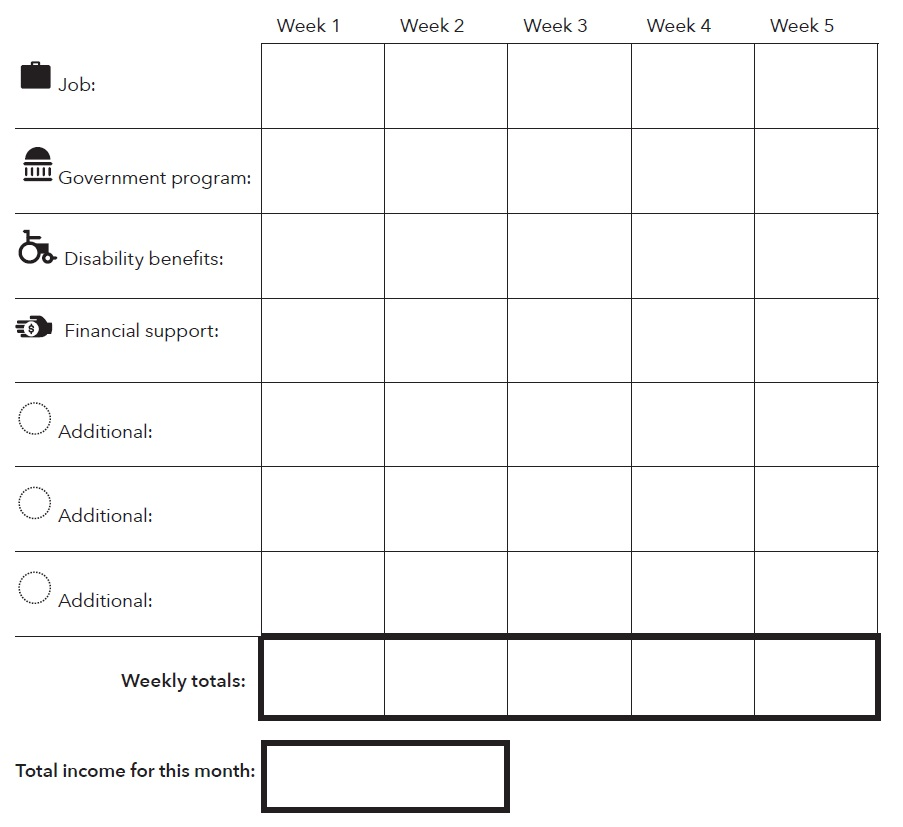 Week 1 Week 2 Week 3 Week 4 Week 5
Job:
Government program:
Disability benefits:
$
Financial support:
Additional:
Additional:
Additional:
Weekly totals:
Total income for this month: